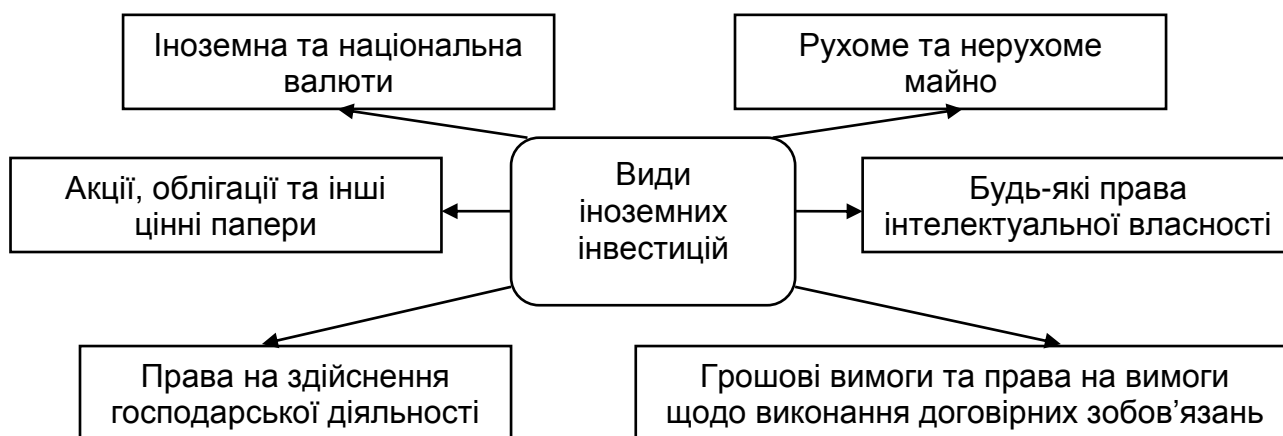 Іноземна та національна
валюти
Рухоме та нерухоме
майно
Види
іноземних
інвестицій
Акції, облігації та інші
цінні папери
Будь-які права
інтелектуальної власності
Права на здійснення
господарської діяльності
Грошові вимоги та права на вимоги
щодо виконання договірних зобов’язань